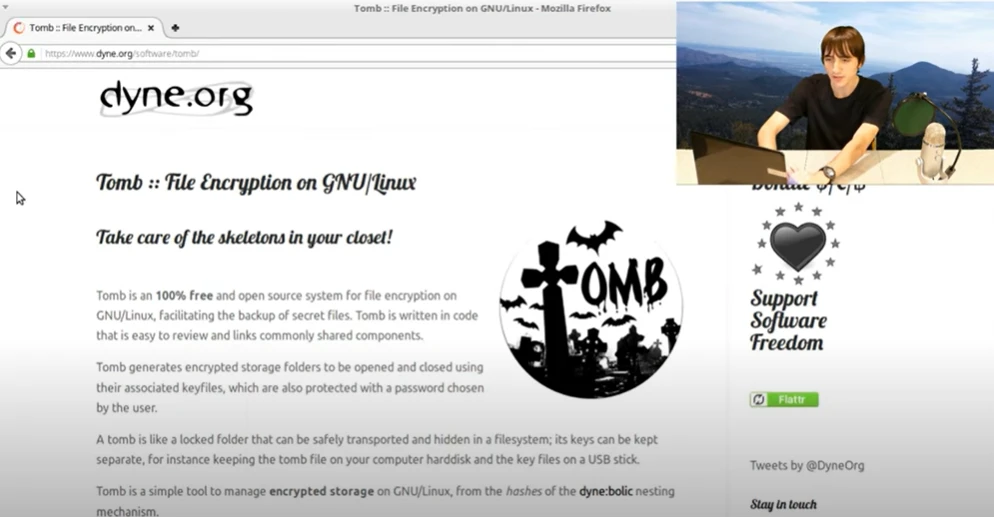 Tomb :: File Encryption on GNU/Linux - Mozilla Firefox
Tomb :: File Encryption on...
https://www.dyne.org/software/tomb/
dyne.org
Tomb :: File Encryption on GNU/Linux
Take care of the skeletons in your closet!
Tomb is an 100% free and open source system for file encryption on
GNU/Linux, facilitating the backup of secret files. Tomb is written in code
that is easy to review and links commonly shared components.
Tomb generates encrypted storage folders to be opened and closed using
their associated keyfiles, which are also protected with a password chosen
by the user.
A tomb is like a locked folder that can be safely transported and hidden in a filesystem; its keys can be kept
separate, for instance keeping the tomb file on your computer harddisk and the key files on a USB stick.
Tomb is a simple tool to manage encrypted storage on GNU/Linux, from the hashes of the dyne:bolic nesting
mechanism.
TOMB
Support
Software
Freedom
Flattr
Tweets by @DyneOrg
Stay in touch